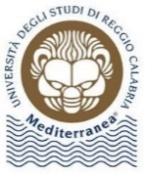 UNIVERSITÀ DEGLI STUDI DI REGGIO CALABRIA
Mediterranea